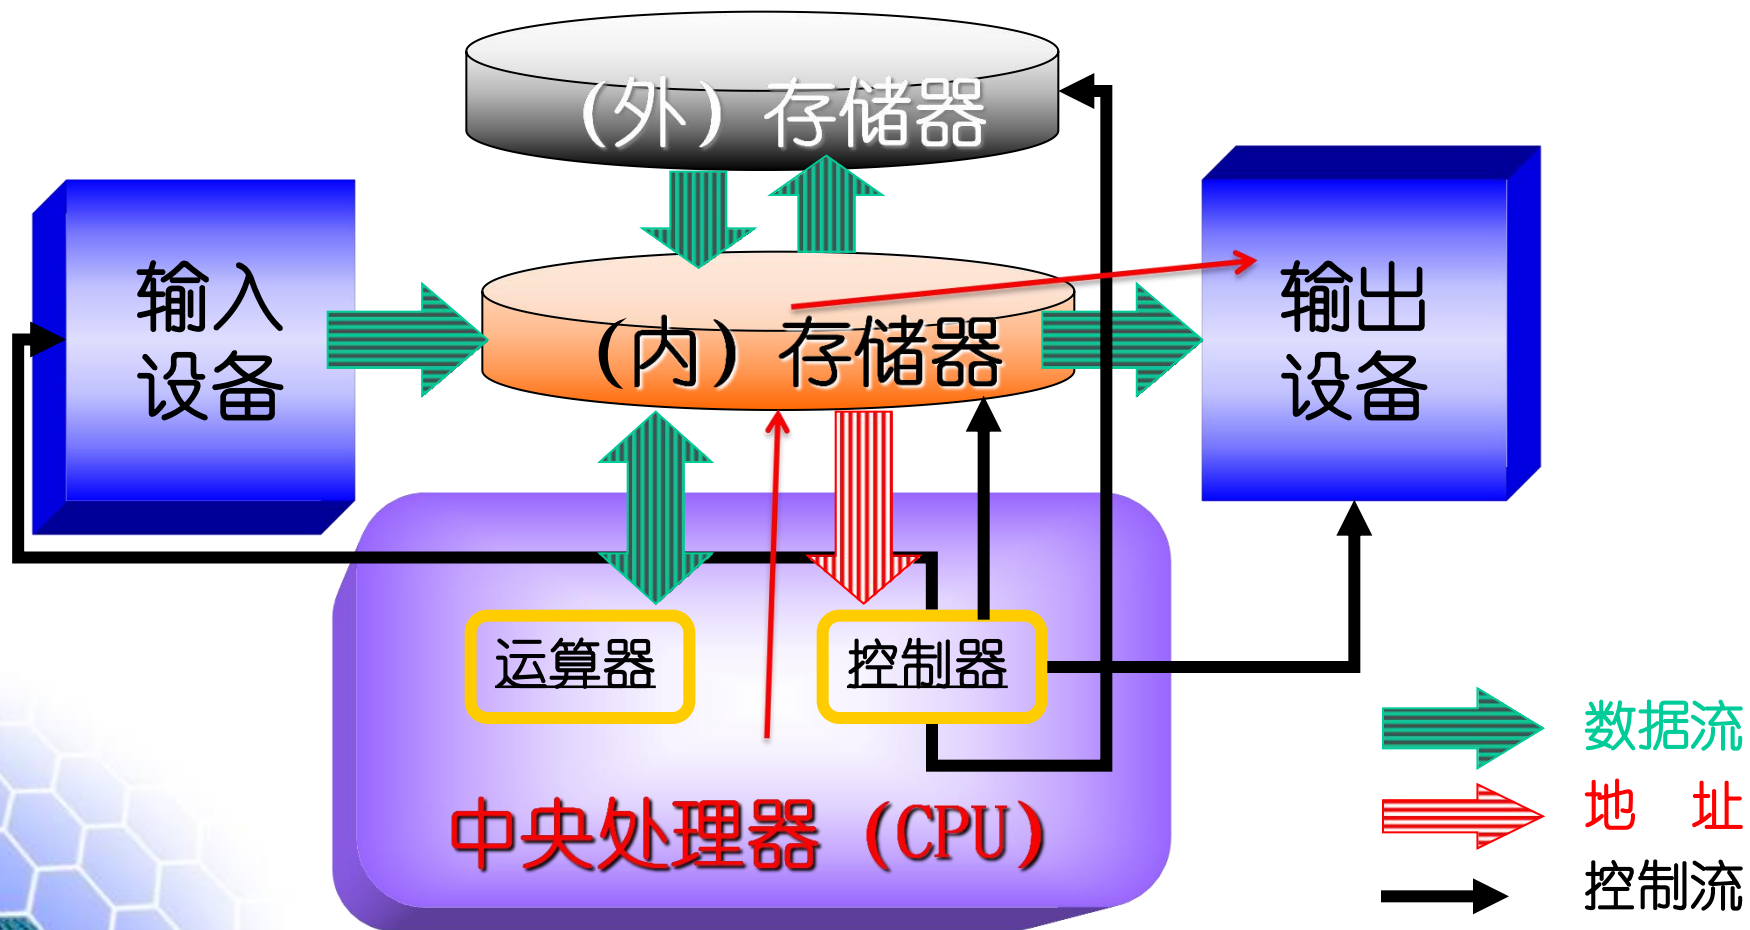 （外）存储器
输入
设备
（内）存储器
输出
设备
运算器
控制器
中央处理器（CPU）
数据流
地 址
控制流